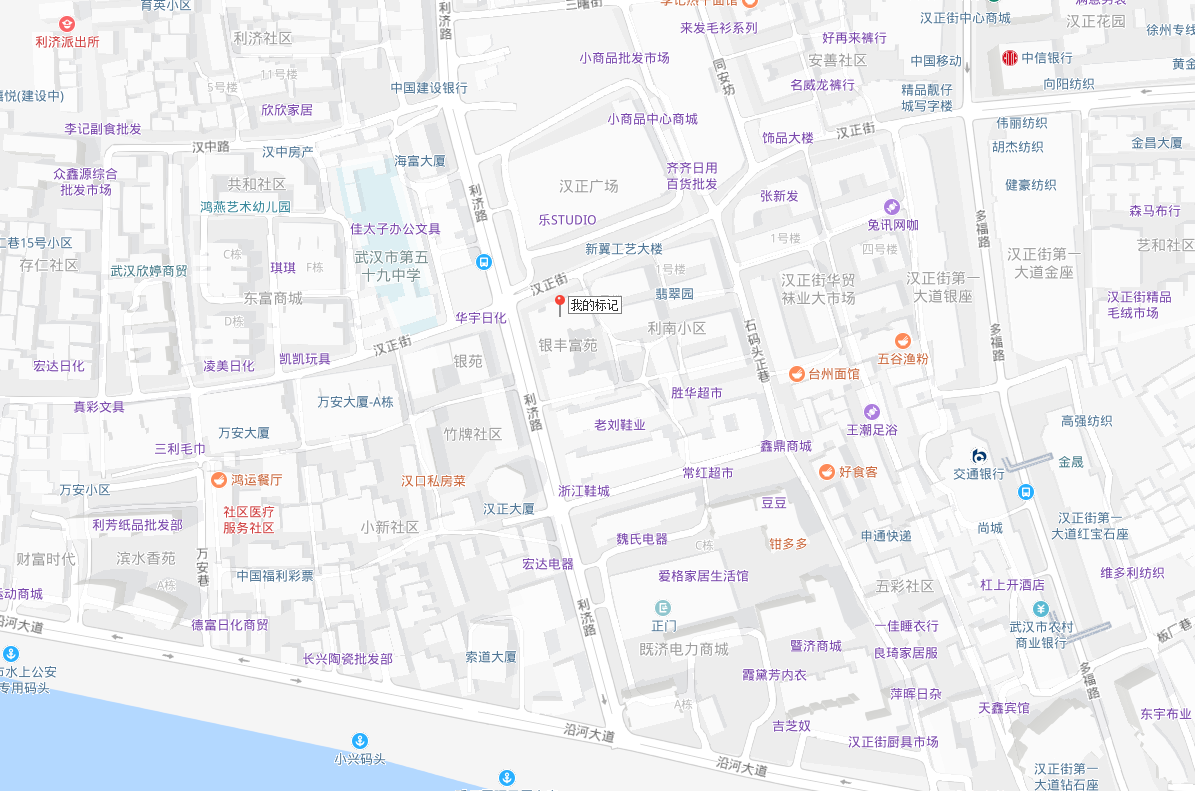 育英小区
利济路
三曙街
李记热干面馆
汉正街中心商城
满意男装
汉正花园
利济派出所
利济社区
来发毛衫系列
好再来裤行
徐州专线
11号楼
5号楼
中国建设银行
小商品批发市场
同安坊
安善社区
中国移动
中信银行
黄金
禧悦(建设中)
欣欣家居
名威龙裤行
精品靓仔
城写字楼
向阳纺织
李记副食批发
小商品中心商城
饰品大楼
汉正街
伟丽纺织
汉中路
汉中房产
海富大厦
胡杰纺织
金昌大厦
众鑫源综合
批发市场
共和社区
利济路
汉正广场
齐齐日用
百货批发
张新发
健豪纺织
鸿燕艺术幼儿园
乐STUDIO
兔讯网咖
多福路
森马布行
仁巷15号小区
佳太子办公文具
新翼工艺大楼
1号楼
四号楼
艺和社区
存仁社区
C栋
武汉市第五
十九中学
汉正街第一
大道金座
武汉欣婷商贸
琪琪
F栋
1号楼
汉正街华贸
袜业大市场
汉正街第一
大道银座
东富商城
汉正街
我的标记
翡翠园
汉正街精品
毛绒市场
D栋
华宇日化
利南小区
石码头正巷
多福路
汉正街
银丰富苑
五谷渔粉
宏达日化
凌美日化
凯凯玩具
银苑
台州面馆
真彩文具
万安大厦-A栋
利济路
胜华超市
王潮足浴
高强纺织
万安大厦
竹牌社区
老刘鞋业
三利毛巾
鑫鼎商城
交通银行
金晟
万安小区
鸿运餐厅
汉口私房菜
浙江鞋城
常红超市
好食客
利芳纸品批发部
社区医疗
服务社区
小新社区
汉正大厦
豆豆
尚城
汉正街第一
大道红宝石座
财富时代
滨水香苑
万安巷
魏氏电器
C栋
钳多多
申通快递
A栋
中国福利彩票
宏达电器
爱格家居生活馆
五彩社区
杠上开酒店
维多利纺织
运动商城
德富日化商贸
利济路
正门
一佳睡衣行
武汉市农村
商业银行
板厂巷
沿河大道
长兴陶瓷批发部
索道大厦
既济电力商城
暨济商城
良琦家居服
市水上公安
专用码头
霞黛芳内衣
萍晖日杂
多福路
A栋
天鑫宾馆
东宇布业
沿河大道
吉芝奴
汉正街厨具市场
小兴码头
沿河大道
汉正街第一
大道钻石座